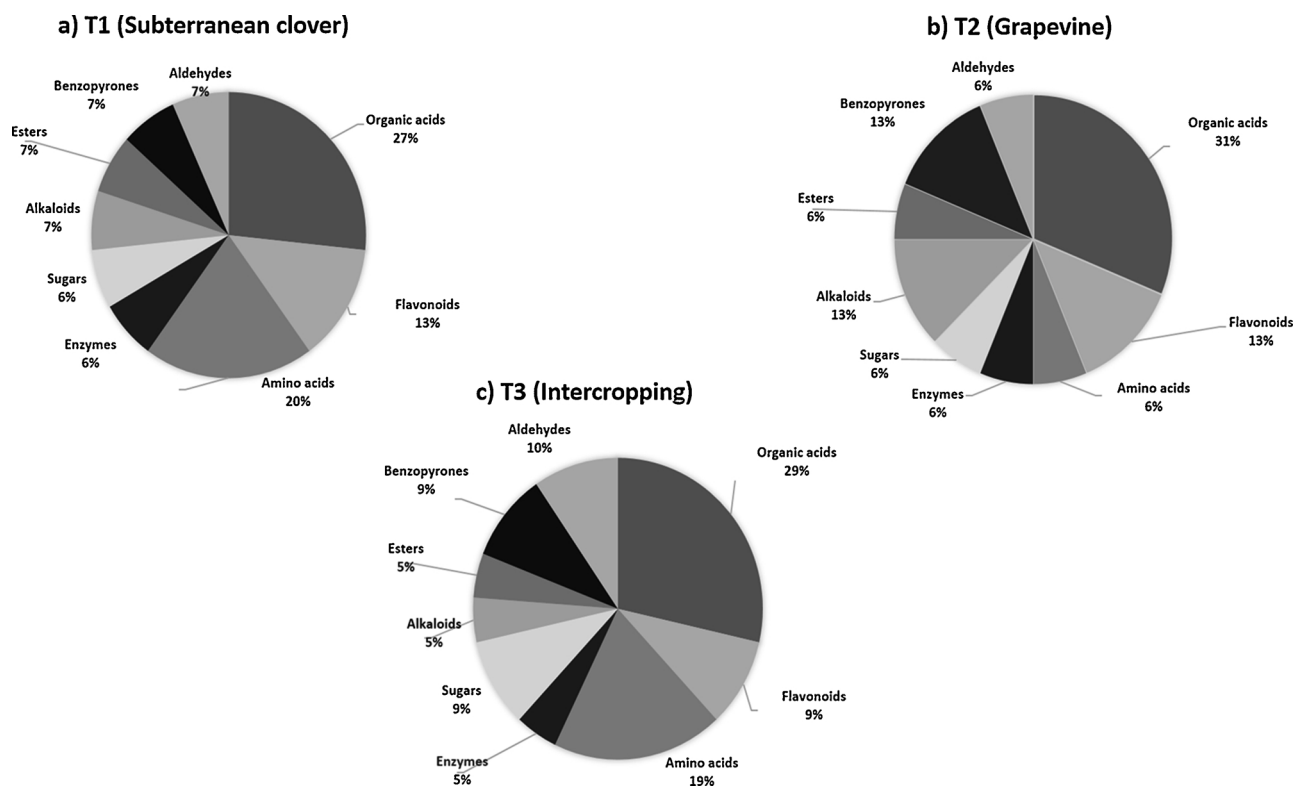 a) T1 (Subterranean clover)
Aldehydes
7%
Benzopyrones
7%
Organic acids
27%
Esters
7%
Alkaloids
7%
Sugars
6%
Flavonoids
13%
Enzymes
6%
Amino acids
20%
b) T2 (Grapevine)
Aldehydes
6%
Benzopyrones
13%
Organic acids
31%
Esters
6%
Alkaloids
13%
Flavonoids
13%
Sugars
6%
Enzymes
6%
Amino acids
6%
c) T3 (Intercropping)
Aldehydes
10%
Organic acids
29%
Benzopyrones
9%
Esters
5%
Alkaloids
5%
Sugars
9%
Flavonoids
9%
Enzymes
5%
Amino acids
19%